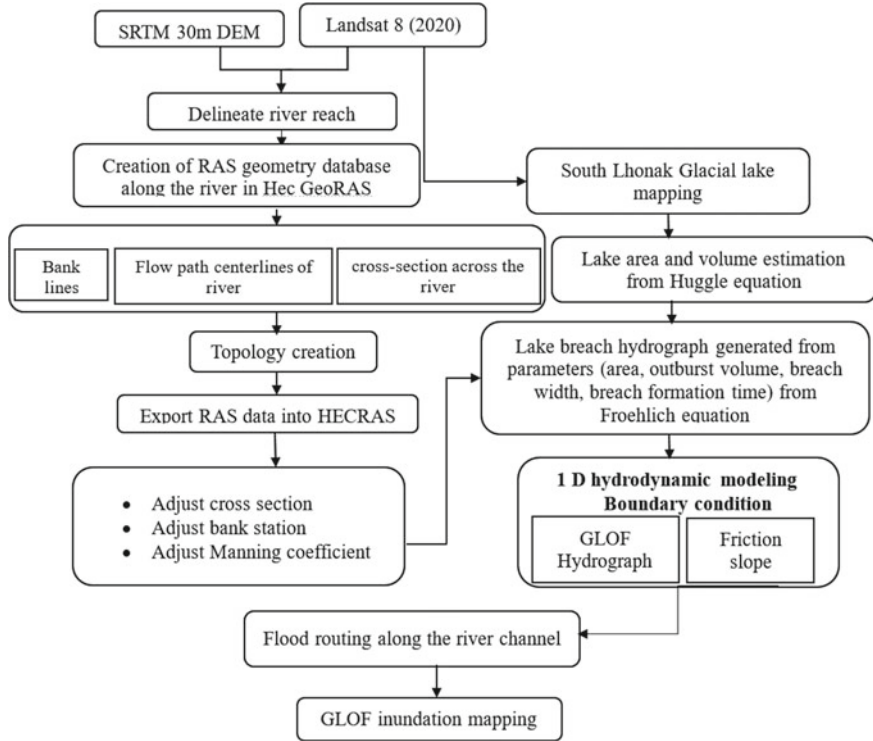 SRTM 30m DEM
Landsat 8 (2020)
Delineate river reach
Creation of RAS geometry database
along the river in Hec GeoRAS
South Lhonak Glacial lake
mapping
Bank
lines
Flow path centerlines of
river
cross-section across the
river
Lake area and volume estimation
from Huggle equation
Topology creation
Lake breach hydrograph generated from
parameters (area, outburst volume, breach
width, breach formation time) from
Froehlich equation
Export RAS data into HECRAS
• Adjust cross section
• Adjust bank station
• Adjust Manning coefficient
1 D hydrodynamic modeling
Boundary condition
GLOF
Hydrograph
Friction
slope
Flood routing along the river channel
GLOF inundation mapping